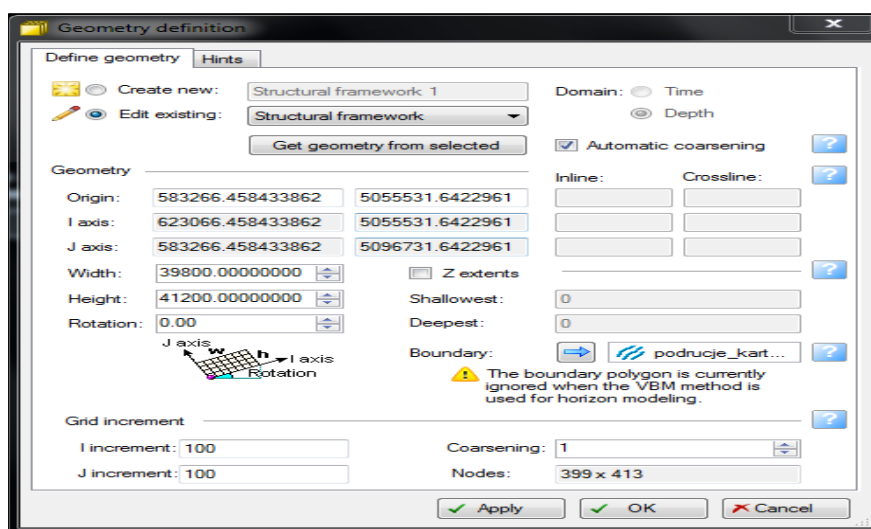 Geometry definition
Define geometry Hints
Create new: Structural framework 1 Domain: Time
Edit existing: Structural framework Depth
Get geometry from selected Automatic coarsening ?
Geometry Inline: Crossline: ?
Origin: 583266.458433862 5055531.6422961
I axis: 623066.458433862 5055531.6422961
J axis: 583266.458433862 5096731.6422961
Width: 39800.00000000 Z extents ?
Height: 41200.00000000 Shallowest: 0
Rotation: 0.00 Deepest: 0
J axis w h I axis Rotation
Boundary: podrucje_kart... ?
The boundary polygon is currently
ignored when the VBM method is
used for horizon modeling.
Grid increment ?
I increment: 100 Coarsening: 1
J increment: 100 Nodes: 399 x 413
Apply OK Cancel